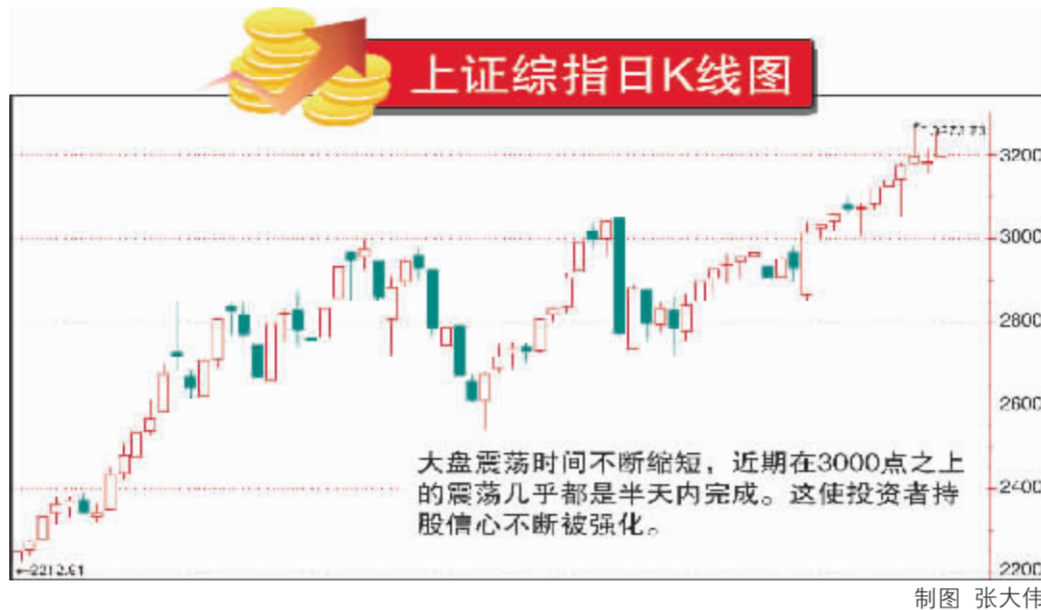 上证综指日K线图
3200
3000
2800
2600
大盘震荡时间不断缩短，近期在3000点之上
的震荡几乎都是半天内完成。这使投资者持
股信心不断被强化。
2400
2200
制图 张大伟